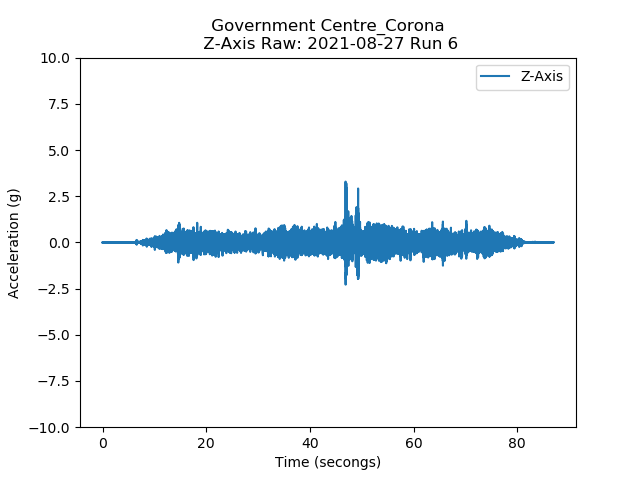 Government Centre_Corona
Z-Axis Raw: 2021-08-27 Run 6
Z-Axis
10.0
7.5
5.0
2.5
0.0
−2.5
−5.0
−7.5
−10.0
Acceleration (g)
0 20 40 60 80
Time (secongs)